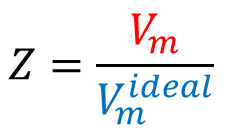 Z = V_m / V_m^ideal